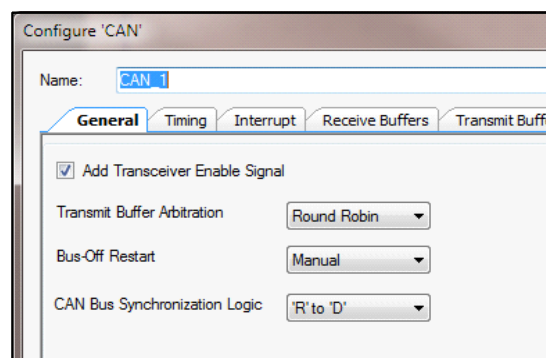 Configure 'CAN'
Name: CAN_1
General Timing Interrupt Receive Buffers Transmit Buff
Add Transceiver Enable Signal
Transmit Buffer Arbitration Round Robin
Bus-Off Restart Manual
CAN Bus Synchronization Logic 'R' to 'D'